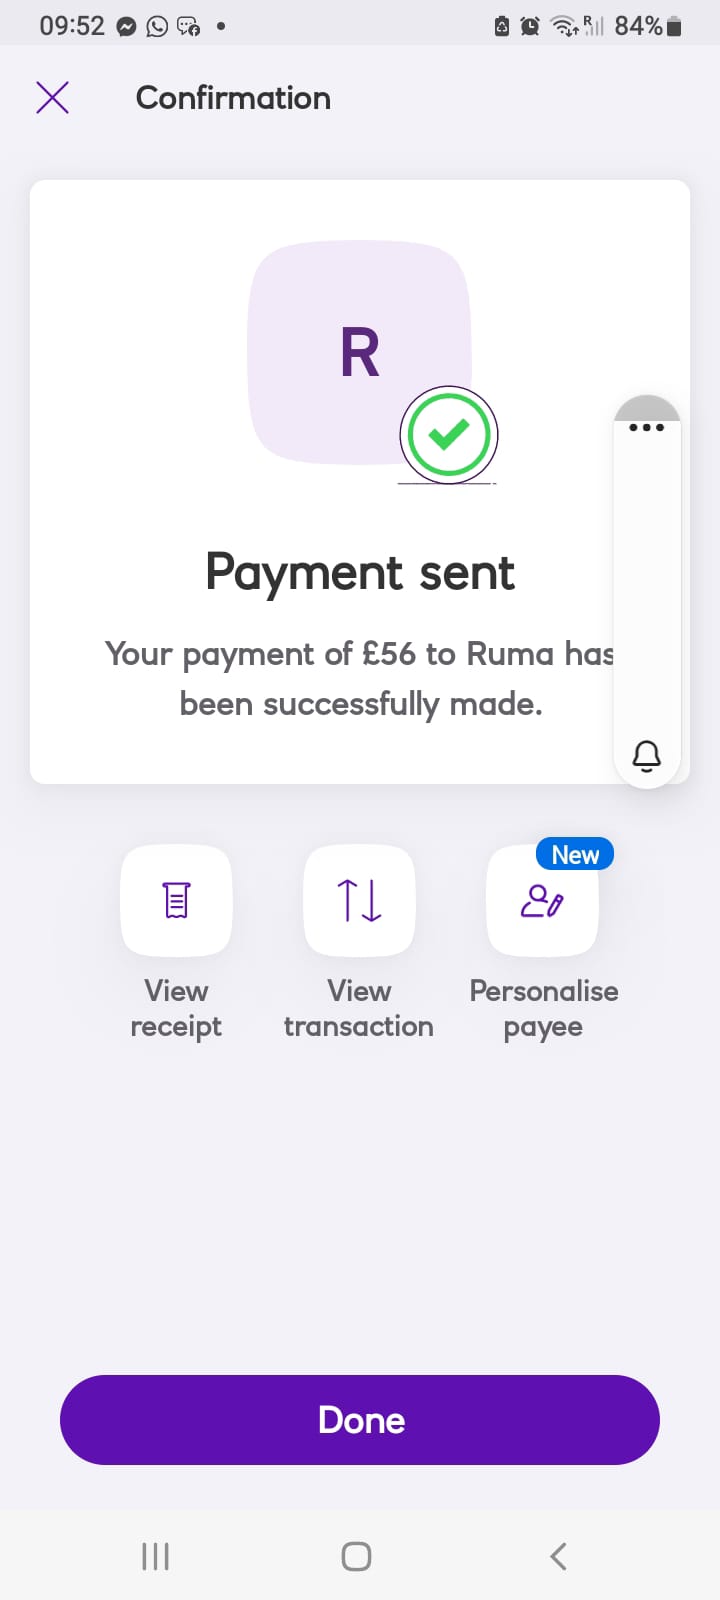 09:52 R 84%
Confirmation
R
Payment sent
Your payment of £56 to Ruma has
been successfully made.
New
View
receipt
View
transaction
Personalise
payee
Done